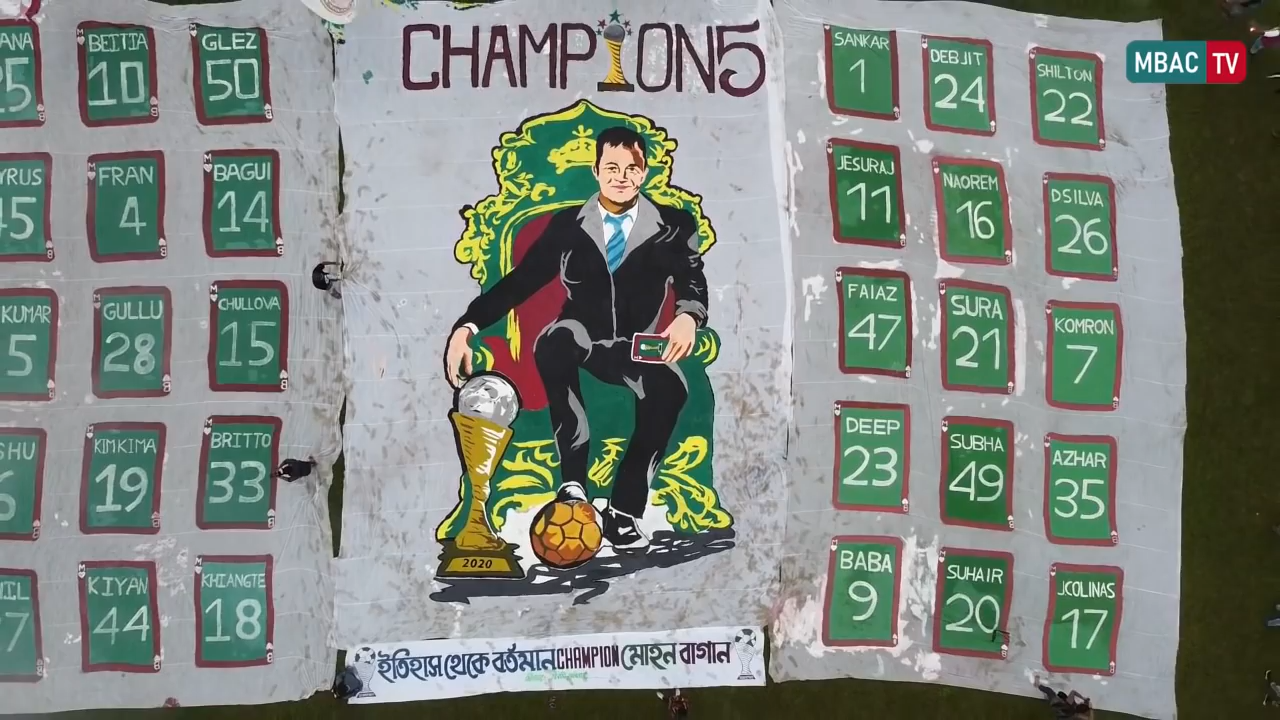 MBAC TV
CHAMPION5
BEITIA
10
GLEZ
50
FRAN
4
BAGUI
14
KUMAR
5
GULLU
28
CHULLOVA
15
KIMKIMA
19
BRITTO
33
KIYAN
44
KHIANGTE
18
2020
ইতিহাস থেকে বর্তমান CHAMPION মোহন বাগান
SANKAR
1
DEBJIT
24
SHILTON
22
JESURAJ
11
NAOREM
16
DSILVA
26
FAIAZ
47
SURA
21
KOMRON
7
DEEP
23
SUBHA
49
AZHAR
35
BABA
9
SUHAIR
20
JCOLINAS
17